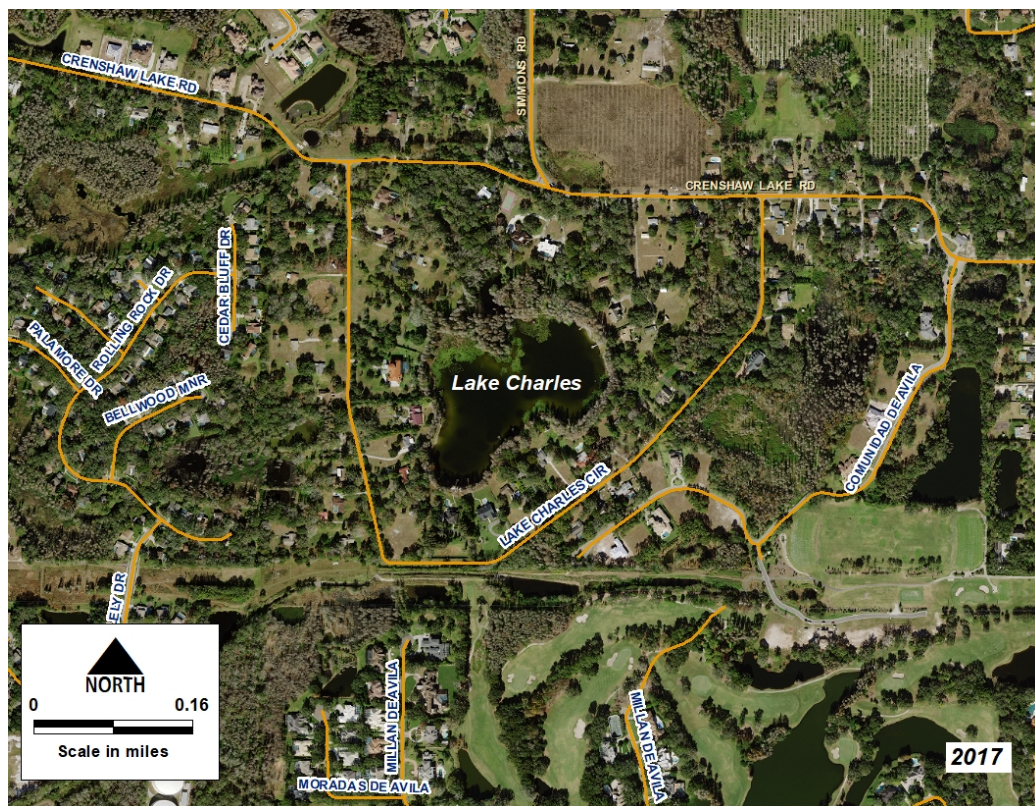 CRENSHAW LAKE RD
SIMMONS RD
CRENSHAW LAKE RD
CEDAR BLUFF DR
ROLLING ROCK DR
PALAMORE DR
BELLWOOD MNR
Lake Charles
COMUNIDAD DE AVILA
LAKE CHARLES CIR
ELY DR
MILLAN DE AVILA
MILLAN DE AVILA
MORADAS DE AVILA
NORTH
0 0.16
Scale in miles
2017